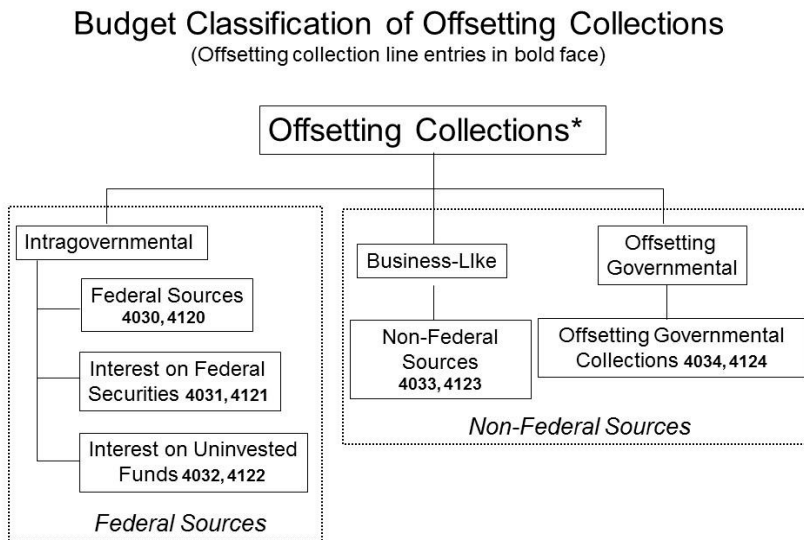 Budget Classification of Offsetting Collections
(Offsetting collection line entries in bold face)
Offsetting Collections*
Intragovernmental
Federal Sources
4030, 4120
Interest on Federal
Securities 4031, 4121
Interest on Uninvested
Funds 4032, 4122
Federal Sources
Business-LIke
Non-Federal
Sources
4033, 4123
Offsetting
Governmental
Offsetting Governmental
Collections 4034, 4124
Non-Federal Sources